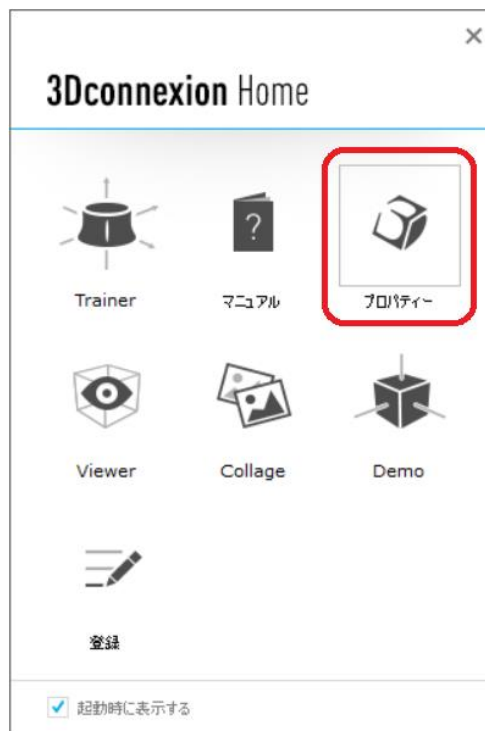 3Dconnexion Home
Trainer
マニュアル
プロパティー
Viewer
Collage
Demo
登録
起動時に表示する